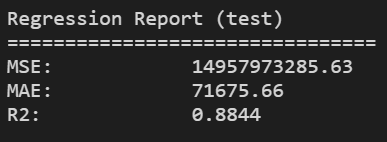 Regression Report (test)
===============================
MSE: 14957973285.63
MAE: 71675.66
R2: 0.8844